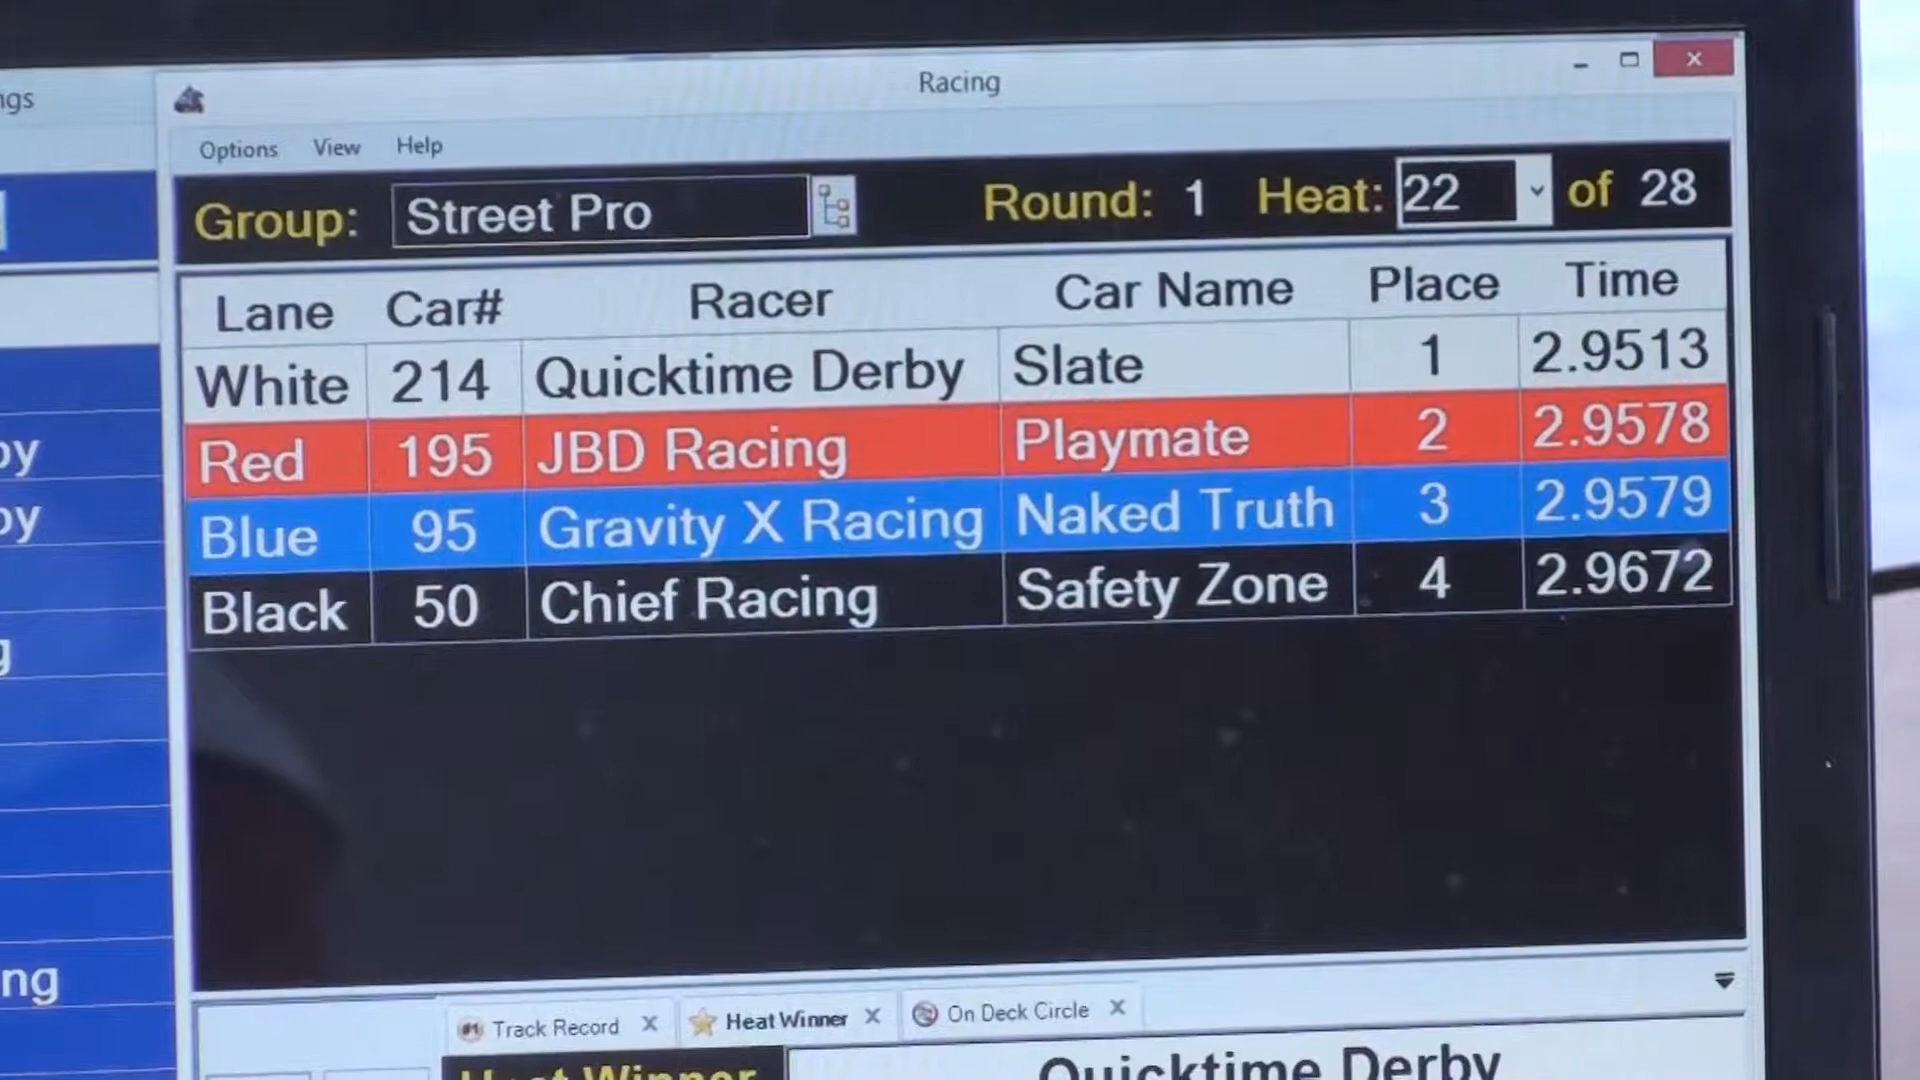 Racing
Options View Help
Group: Street Pro Round: 1 Heat: 22 of 28
Lane Car# Racer Car Name Place Time
White 214 Quicktime Derby Slate 1 2.9513
Red 195 JBD Racing Playmate 2 2.9578
Blue 95 Gravity X Racing Naked Truth 3 2.9579
Black 50 Chief Racing Safety Zone 4 2.9672
#1 Track Record Heat Winner On Deck Circle
Heat Winner Quicktime Derby